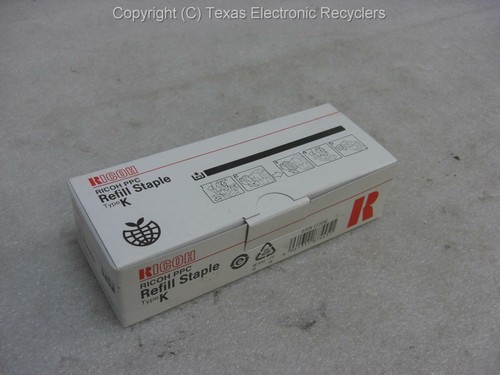 Copyright (C) Texas Electronic Recyclers
RICOH
RICOH PPC
Refill Staple
Type K
RICOH
RICOH PPC
Refill Staple
Type K
R